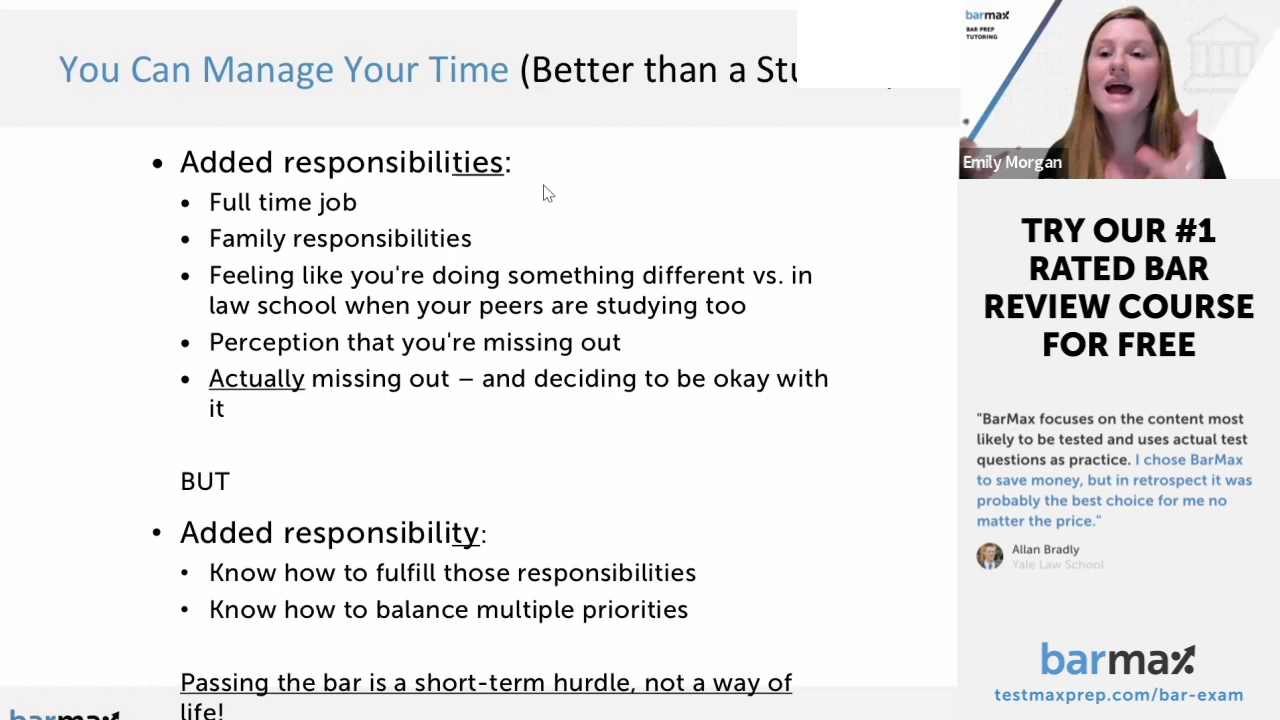 You Can Manage Your Time (Better than a
• Added responsibilities:
• Full time job
• Family responsibilities
• Feeling like you're doing something different vs. in
law school when your peers are studying too
• Perception that you're missing out
• Actually missing out – and deciding to be okay with
it
BUT
• Added responsibility:
• Know how to fulfill those responsibilities
• Know how to balance multiple priorities
Passing the bar is a short-term hurdle, not a way of
life!
barmax
barmax
BAR PREP
TUTORING
Emily Morgan
TRY OUR #1
RATED BAR
REVIEW COURSE
FOR FREE
"BarMax focuses on the content most
likely to be tested and uses actual test
questions as practice. I chose BarMax
to save money, but in retrospect it was
probably the best choice for me no
matter the price."
Allan Bradly
Yale Law School
barmax
testmaxprep.com/bar-exam